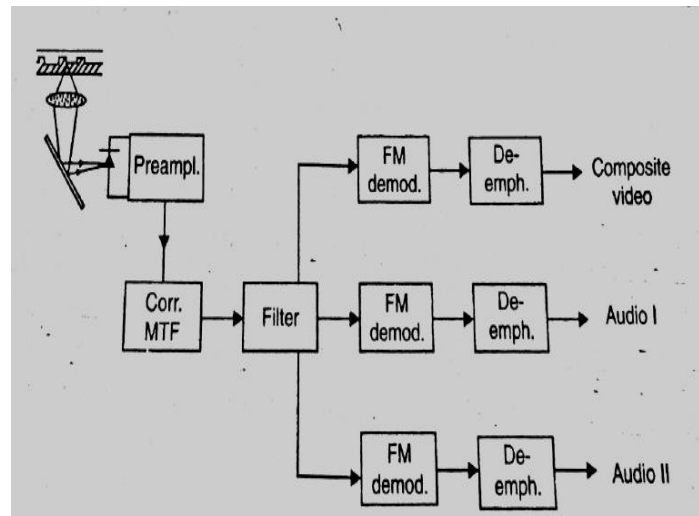 Preampl.
FM
demod.
De-
emph.
Composite
video
Corr.
MTF
Filter
FM
demod.
De-
emph.
Audio I
FM
demod.
De-
emph.
Audio II